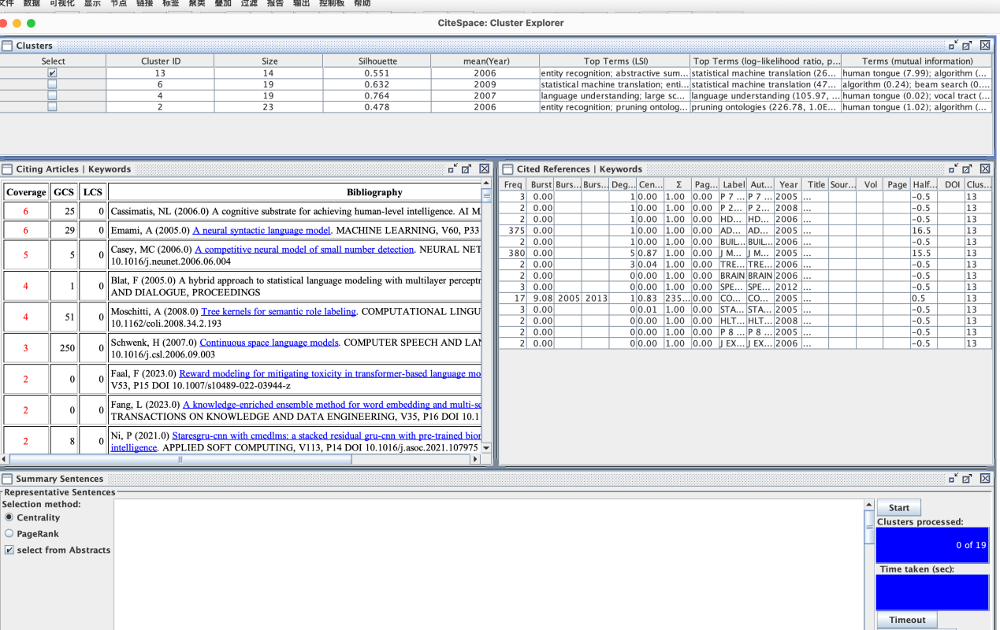 文件 数据 可视化 显示 节点 链接 标签 聚类 叠加 过滤 报告 输出 控制板 帮助
CiteSpace: Cluster Explorer
Clusters
Select Cluster ID Size Silhouette mean(Year) Top Terms (LSI) Top Terms (log-likelihood ratio, p... Terms (mutual information)
13 14 0.551 2006 entity recognition; abstractive sum... statistical machine translation (26... human tongue (7.99); algorithm (...
6 19 0.632 2009 statistical machine translation; enti... statistical machine translation (47... algorithm (0.24); beam search (0....
4 19 0.764 2007 language understanding; large sc... language understanding (105.97, ... human tongue (0.02); vocal tract (...
2 23 0.478 2006 entity recognition; pruning ontolog... pruning ontologies (226.78, 1.0E... human tongue (1.02); algorithm (...
Citing Articles | Keywords
Coverage GCS LCS Bibliography
6 25 0 Cassimatis, NL (2006.0) A cognitive substrate for achieving human-level intelligence. AI M
6 29 0 Emami, A (2005.0) A neural syntactic language model. MACHINE LEARNING, V60, P33
5 5 0 Casey, MC (2006.0) A competitive neural model of small number detection. NEURAL NET
10.1016/j.neunet.2006.06.004
4 1 0 Blat, F (2005.0) A hybrid approach to statistical language modeling with multilayer perceptr
AND DIALOGUE, PROCEEDINGS
4 51 0 Moschitti, A (2008.0) Tree kernels for semantic role labeling. COMPUTATIONAL LINGU
10.1162/coli.2008.34.2.193
3 250 0 Schwenk, H (2007.0) Continuous space language models. COMPUTER SPEECH AND LAN
10.1016/j.csl.2006.09.003
2 0 0 Faal, F (2023.0) Reward modeling for mitigating toxicity in transformer-based language mo
V53, P15 DOI 10.1007/s10489-022-03944-z
2 0 0 Fang, L (2023.0) A knowledge-enriched ensemble method for word embedding and multi-se
TRANSACTIONS ON KNOWLEDGE AND DATA ENGINEERING, V35, P16 DOI 10.1
2 8 0 Ni, P (2021.0) Staresgru-cnn with cmedlms: a stacked residual gru-cnn with pre-trained bior
intelligence. APPLIED SOFT COMPUTING, V113, P14 DOI 10.1016/j.asoc.2021.107975
Cited References | Keywords
Freq Burst Burs... Burs... Deg... Cen... Σ Pag... Label Aut... Year Title Sour... Vol Page Half... DOI Clus...
3 0.00 1 0.00 1.00 0.00 P 7 ... P 7 ... 2005 ... -0.5 13
2 0.00 1 0.00 1.00 0.00 P 2... P 2... 2008 ... -0.5 13
2 0.00 1 0.00 1.00 0.00 HD... HD... 2006 ... -0.5 13
375 0.00 1 0.00 1.00 0.00 AD... AD... 2005 ... 16.5 13
2 0.00 1 0.00 1.00 0.00 BUIL... BUIL... 2006 ... -0.5 13
380 0.00 5 0.87 1.00 0.00 J M... J M... 2005 ... 15.5 13
2 0.00 3 0.04 1.00 0.00 TRE... TRE... 2006 ... -0.5 13
2 0.00 0 0.00 1.00 0.00 BRAIN BRAIN 2006 ... -0.5 13
3 0.00 0 0.00 1.00 0.00 SPE... SPE... 2012 ... -0.5 13
17 9.08 2005 2013 1 0.83 235... 0.00 CO... CO... 2005 ... 0.5 13
3 0.00 0 0.01 1.00 0.00 STA... STA... 2005 ... -0.5 13
2 0.00 0 0.00 1.00 0.00 HLT... HLT... 2008 ... -0.5 13
2 0.00 0 0.00 1.00 0.00 P 8 ... P 8 ... 2005 ... -0.5 13
2 0.00 0 0.00 1.00 0.00 J EX... J EX... 2006 ... -0.5 13
Summary Sentences
Representative Sentences
Selection method:
Centrality
PageRank
select from Abstracts
Start
Clusters processed:
0 of 19
Time taken (sec):
Timeout